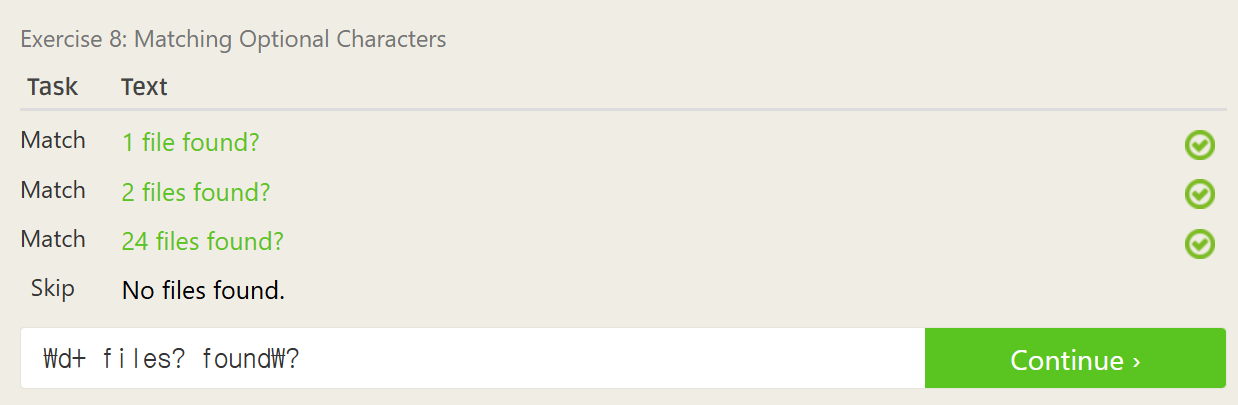 Exercise 8: Matching Optional Characters
Task Text
Match 1 file found?
Match 2 files found?
Match 24 files found?
Skip No files found.
₩d+ files? found₩? Continue ›